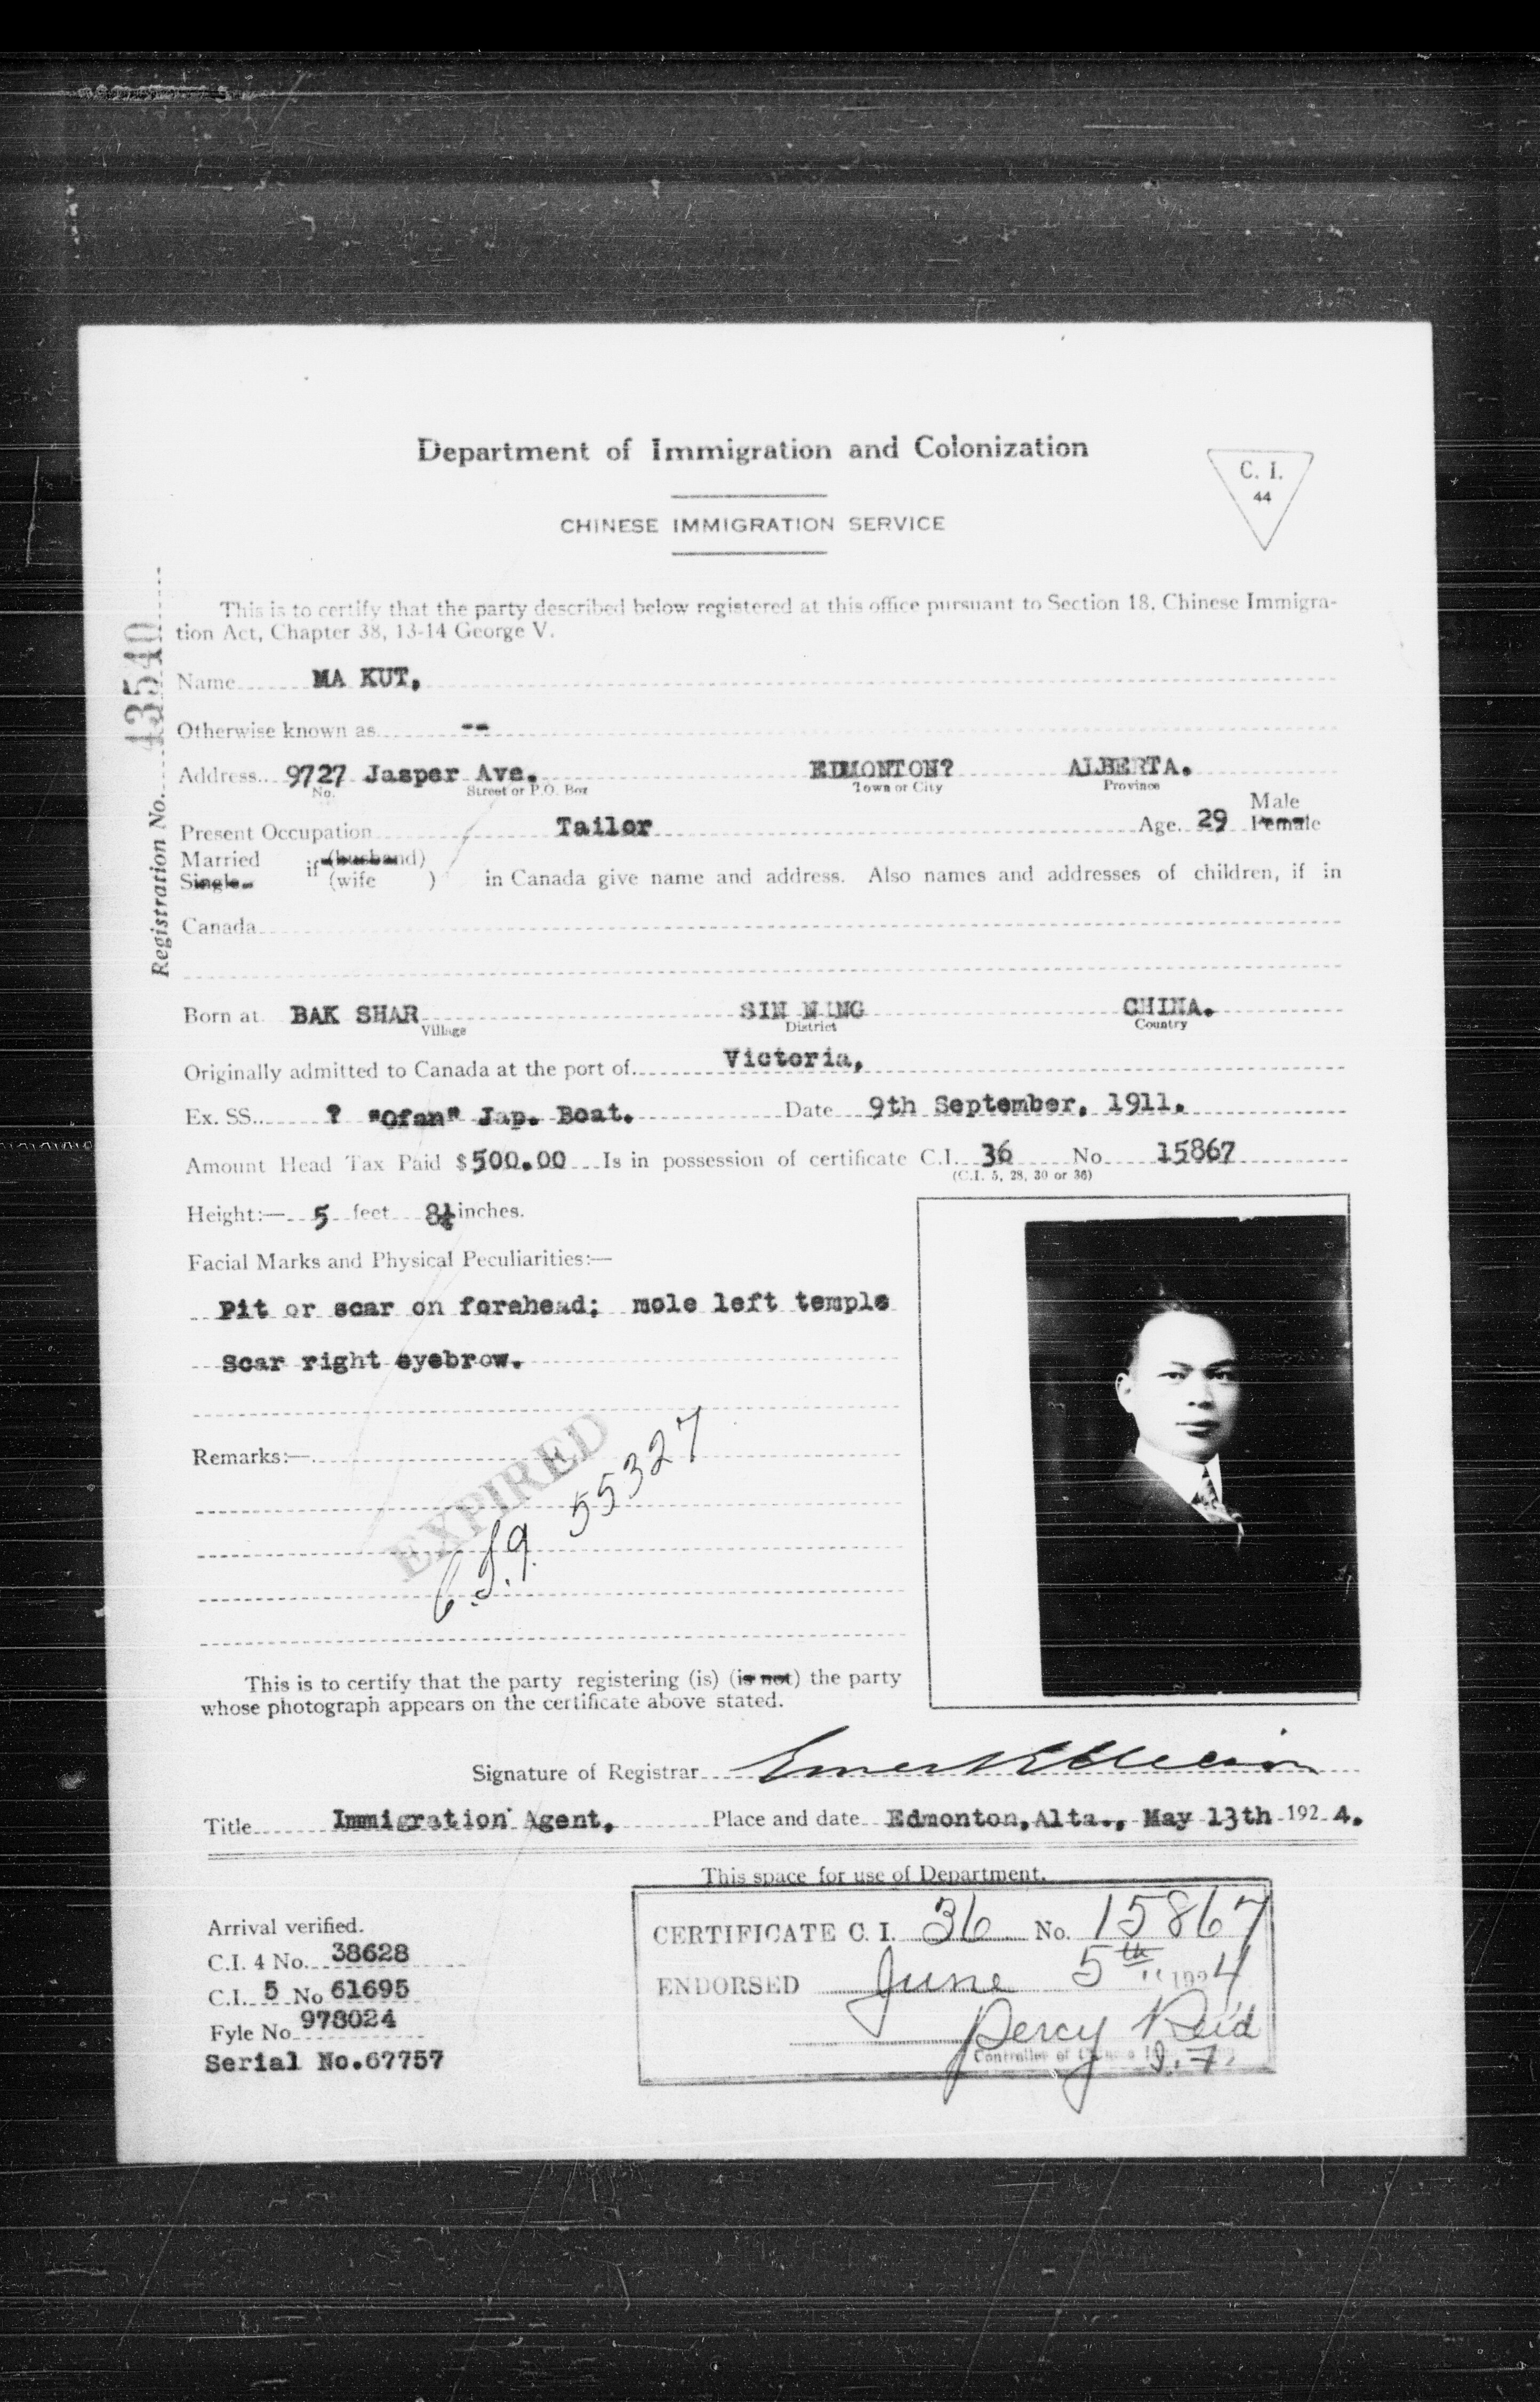 Department of Immigration and Colonization
C. I.
44
CHINESE IMMIGRATION SERVICE
This is to certify that the party described below registered at this office pursuant to Section 18, Chinese Immigra-
tion Act, Chapter 38, 13-14 George V.
Registration No. 43540
Name MA KUT,
Otherwise known as --
Address 9727 Jasper Ave. EDMONTON? ALBERTA.
No. Street or P.O. Box Town or City Province
Male
Present Occupation Tailor Age 29 Female
Married if (husband)
Single (wife ) in Canada give name and address. Also names and addresses of children, if in
Canada
Born at BAK SHAR SIN NING CHINA.
Village District Country
Originally admitted to Canada at the port of Victoria,
Ex. SS. ? "Ofan" Jap. Boat. Date 9th September, 1911.
Amount Head Tax Paid $500.00 Is in possession of certificate C.I. 36 No 15867
(C.I. 5, 28, 30 or 36)
Height:— 5 feet 8½ inches.
Facial Marks and Physical Peculiarities:—
Pit or scar on forehead; mole left temple
Scar right eyebrow.
Remarks:—
EXPIRED
55327
This is to certify that the party registering (is) (is not) the party
whose photograph appears on the certificate above stated.
Signature of Registrar
Title Immigration Agent, Place and date Edmonton, Alta., May 13th 1924.
This space for use of Department.
Arrival verified.
C.I. 4 No. 38628
C.I. 5 No 61695
Fyle No 978024
Serial No.67757
CERTIFICATE C. I. 36 No. 15867
ENDORSED June 5th 1924
Percy Reid
Controller of Chinese